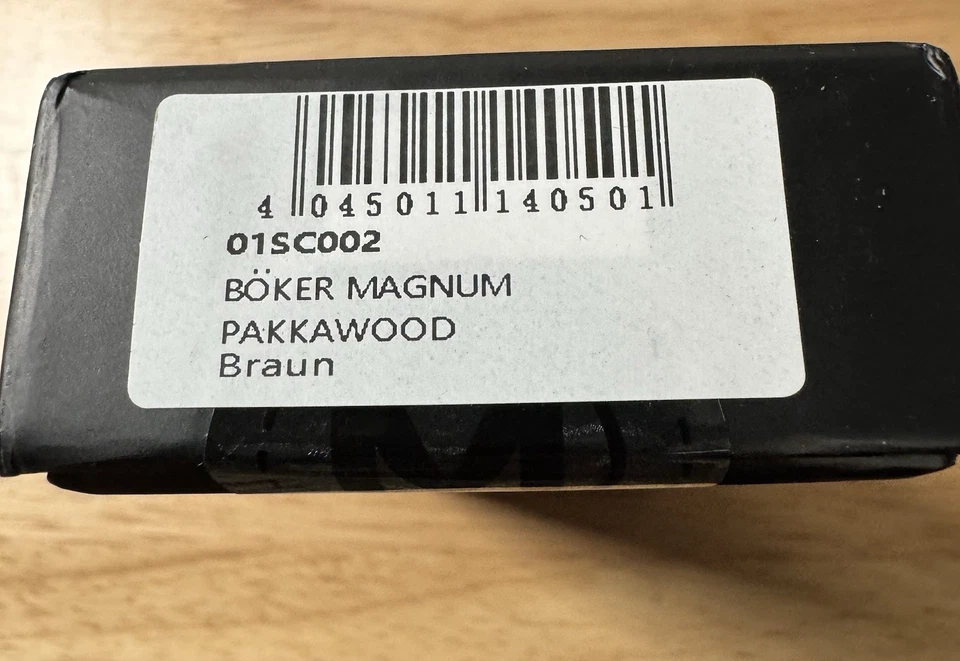 4 045011 140501
01SC002
BÖKER MAGNUM
PAKKAWOOD
Braun